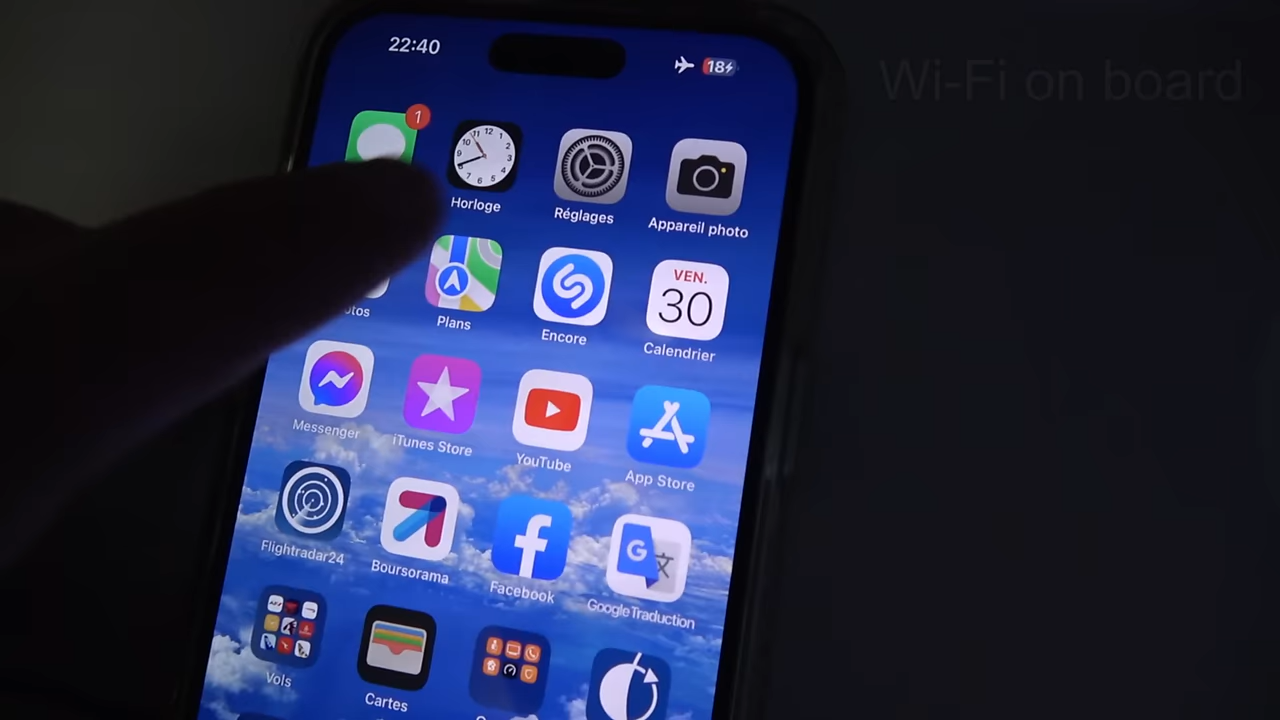 22:40
18
Wi-Fi on board
1
Horloge
Réglages
Appareil photo
tos
Plans
Encore
VEN.
30
Calendrier
Messenger
iTunes Store
YouTube
App Store
Flightradar24
Boursorama
Facebook
Google Traduction
Vols
Cartes